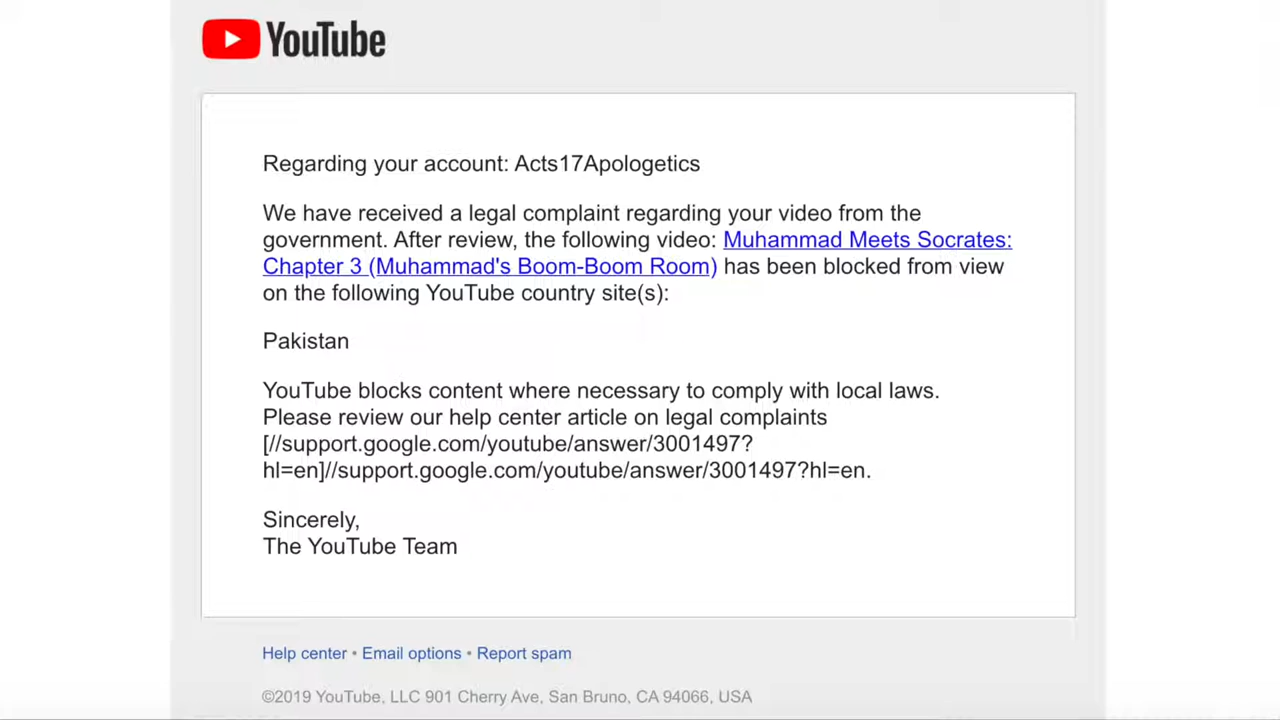 YouTube
Regarding your account: Acts17Apologetics
We have received a legal complaint regarding your video from the
government. After review, the following video: Muhammad Meets Socrates:
Chapter 3 (Muhammad's Boom-Boom Room) has been blocked from view
on the following YouTube country site(s):
Pakistan
YouTube blocks content where necessary to comply with local laws.
Please review our help center article on legal complaints
[//support.google.com/youtube/answer/3001497?
hl=en]//support.google.com/youtube/answer/3001497?hl=en.
Sincerely,
The YouTube Team
Help center • Email options • Report spam
©2019 YouTube, LLC 901 Cherry Ave, San Bruno, CA 94066, USA